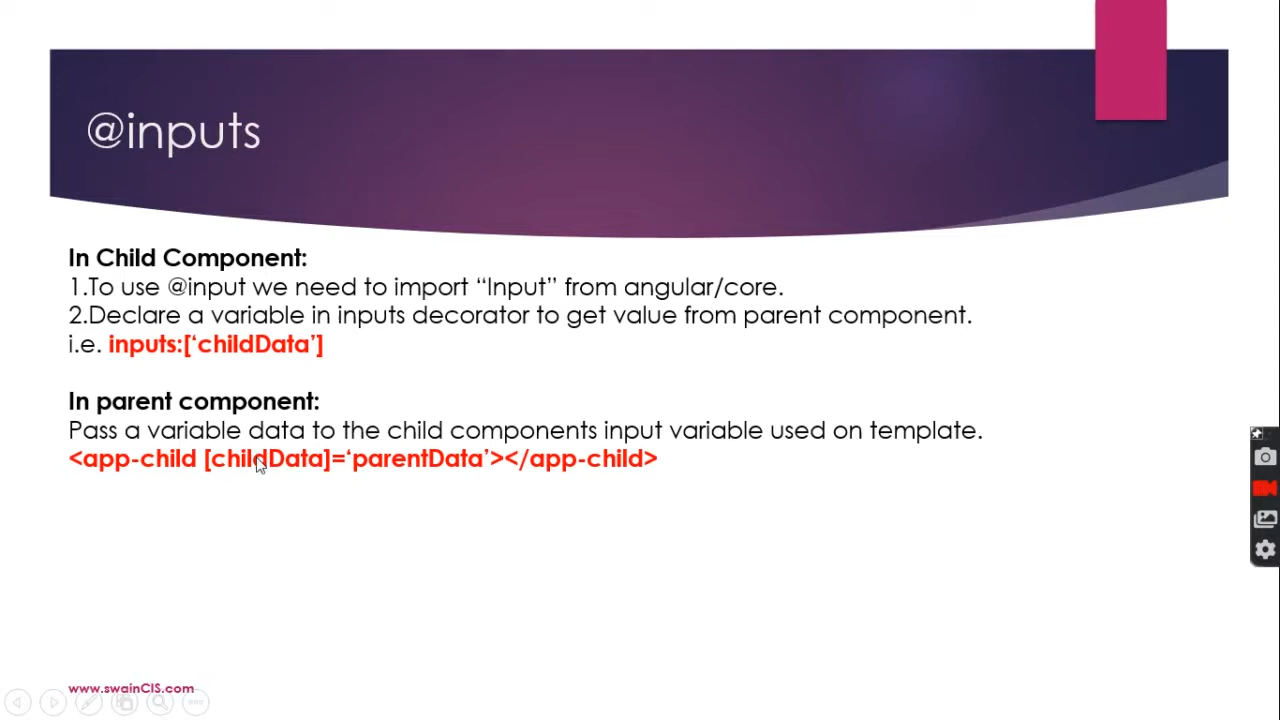 @inputs
In Child Component:
1.To use @input we need to import “Input” from angular/core.
2.Declare a variable in inputs decorator to get value from parent component.
i.e. inputs:[‘childData’]
In parent component:
Pass a variable data to the child components input variable used on template.
<app-child [childData]=‘parentData’></app-child>
www.swainCIS.com